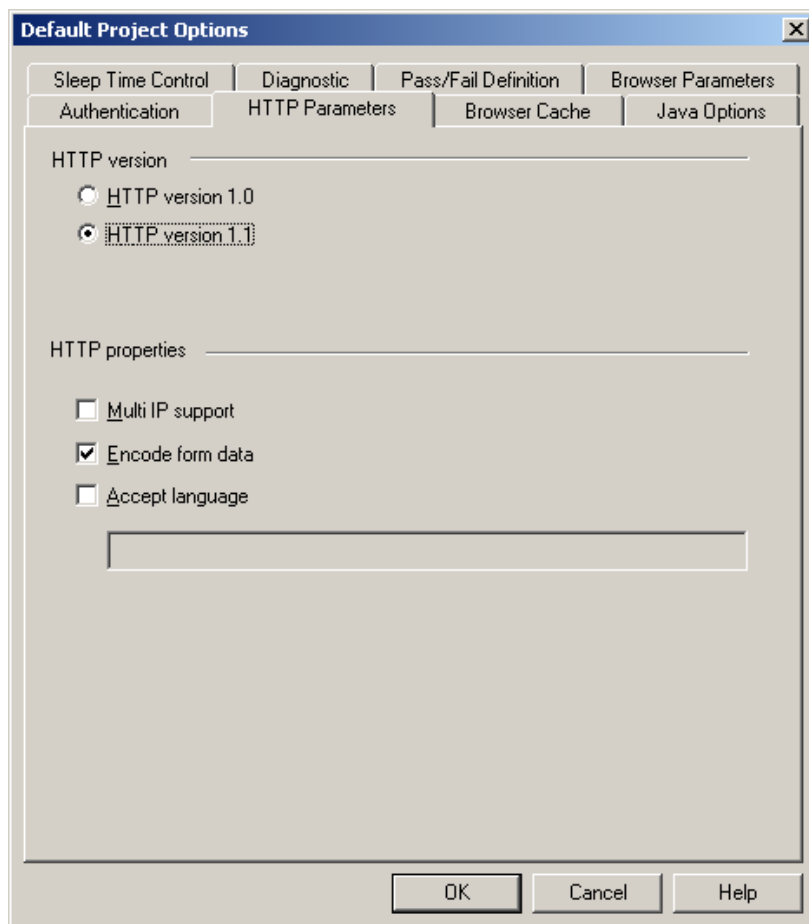 Default Project Options
Sleep Time Control Diagnostic Pass/Fail Definition Browser Parameters
Authentication HTTP Parameters Browser Cache Java Options
HTTP version
HTTP version 1.0
HTTP version 1.1
HTTP properties
Multi IP support
Encode form data
Accept language
OK Cancel Help